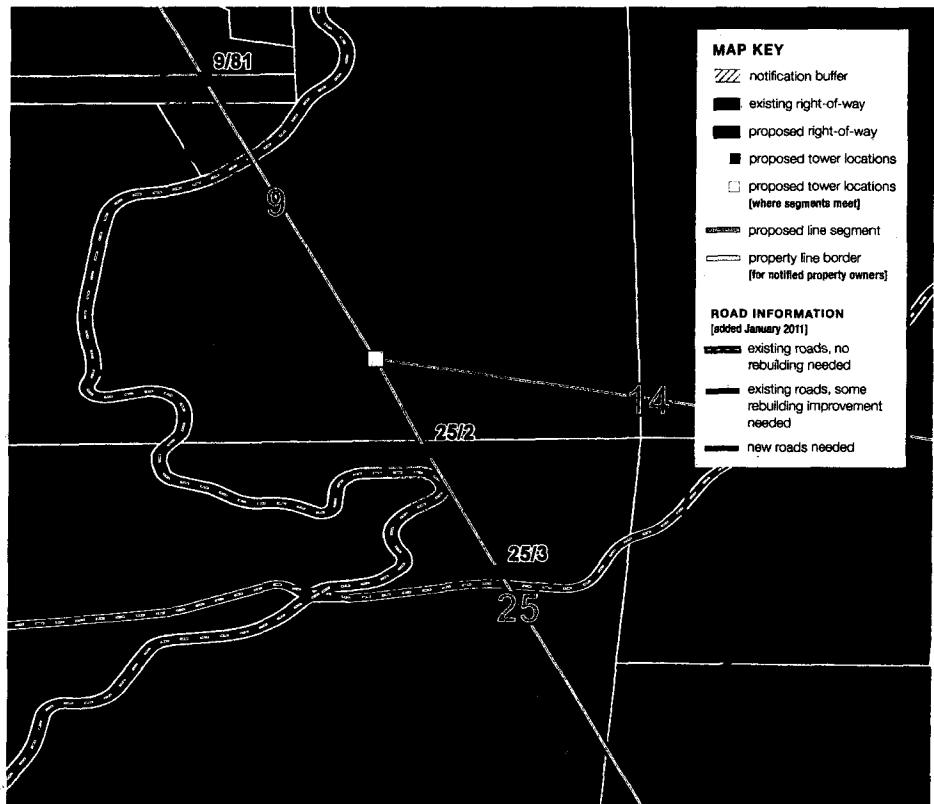 9/81
9
14
25/2
25/3
25
MAP KEY
notification buffer
existing right-of-way
proposed right-of-way
proposed tower locations
proposed tower locations
[where segments meet]
proposed line segment
property line border
[for notified property owners]
ROAD INFORMATION
[added January 2011]
existing roads, no
rebuilding needed
existing roads, some
rebuilding improvement
needed
new roads needed